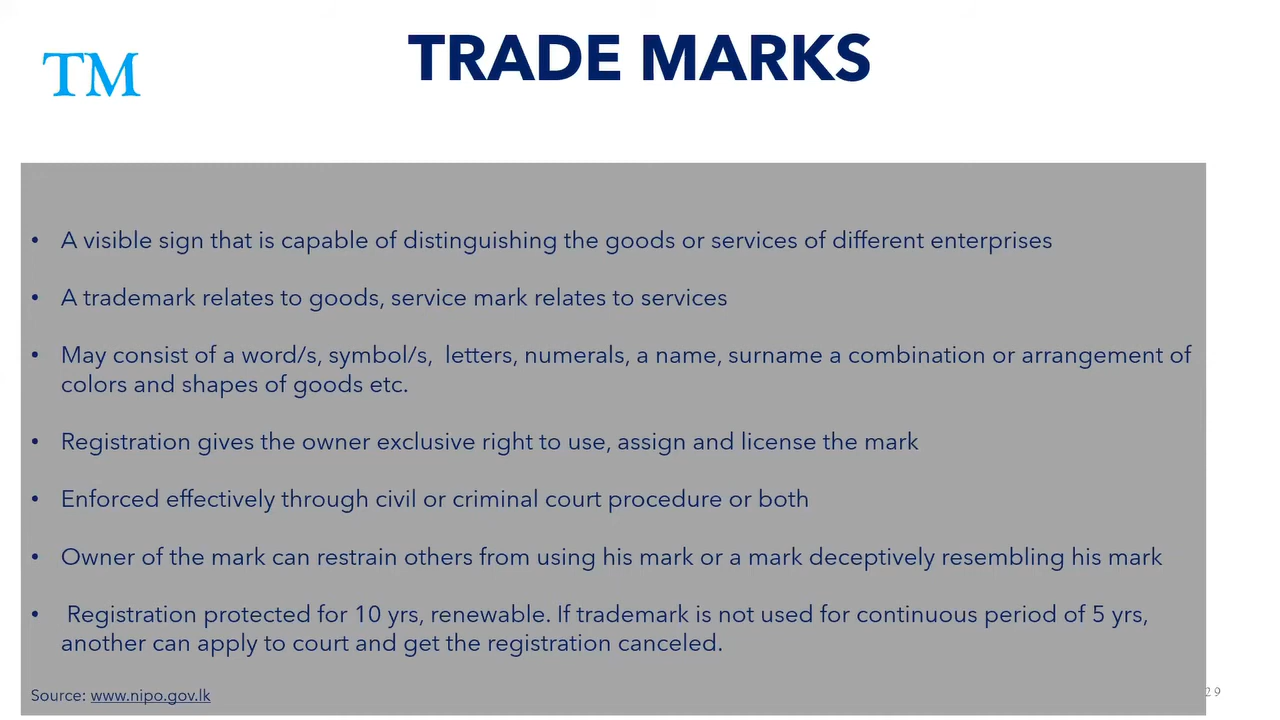 TM
TRADE MARKS
• A visible sign that is capable of distinguishing the goods or services of different enterprises
• A trademark relates to goods, service mark relates to services
• May consist of a word/s, symbol/s,  letters, numerals, a name, surname a combination or arrangement of
colors and shapes of goods etc.
• Registration gives the owner exclusive right to use, assign and license the mark
• Enforced effectively through civil or criminal court procedure or both
• Owner of the mark can restrain others from using his mark or a mark deceptively resembling his mark
• Registration protected for 10 yrs, renewable. If trademark is not used for continuous period of 5 yrs,
another can apply to court and get the registration canceled.
Source: www.nipo.gov.lk
29